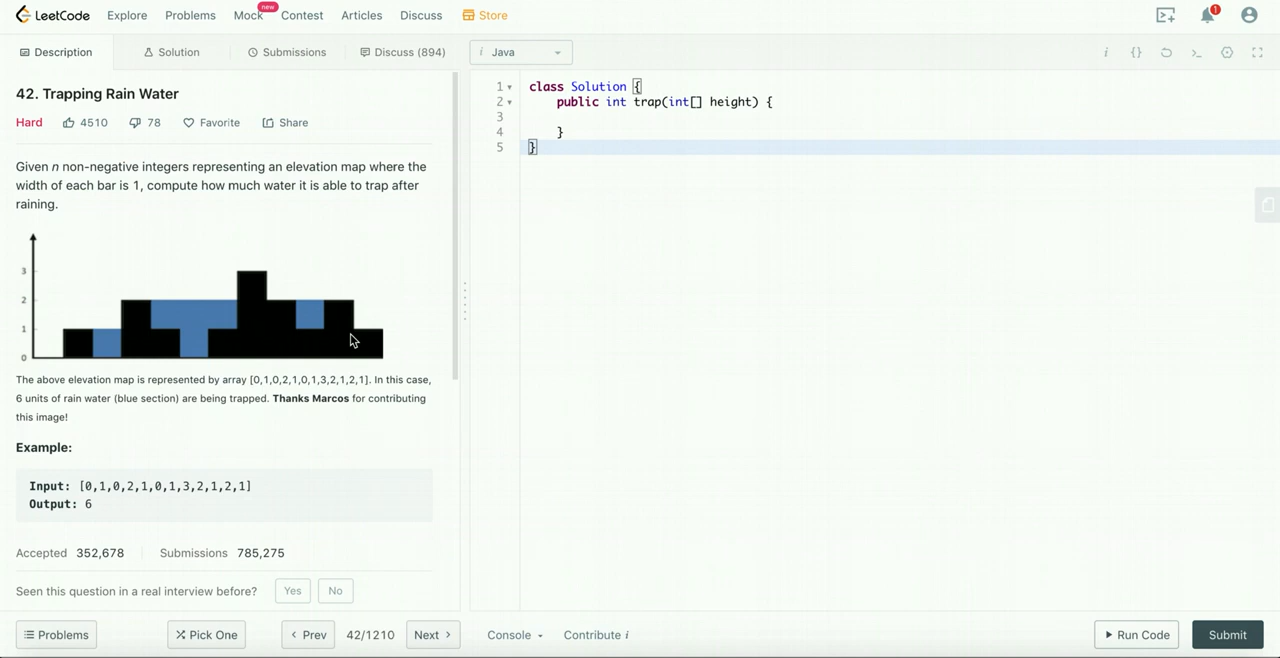 LeetCode Explore Problems Mock new Contest Articles Discuss Store 1
Description Solution Submissions Discuss (894) i Java i {} >_
42. Trapping Rain Water
Hard 4510 78 Favorite Share
Given n non-negative integers representing an elevation map where the
width of each bar is 1, compute how much water it is able to trap after
raining.
3
2
1
0
The above elevation map is represented by array [0,1,0,2,1,0,1,3,2,1,2,1]. In this case,
6 units of rain water (blue section) are being trapped. Thanks Marcos for contributing
this image!
Example:
Input: [0,1,0,2,1,0,1,3,2,1,2,1]
Output: 6
Accepted 352,678 Submissions 785,275
Seen this question in a real interview before? Yes No
1 class Solution {
2 public int trap(int[] height) {
3
4 }
5 }
Problems Pick One < Prev 42/1210 Next > Console Contribute i Run Code Submit